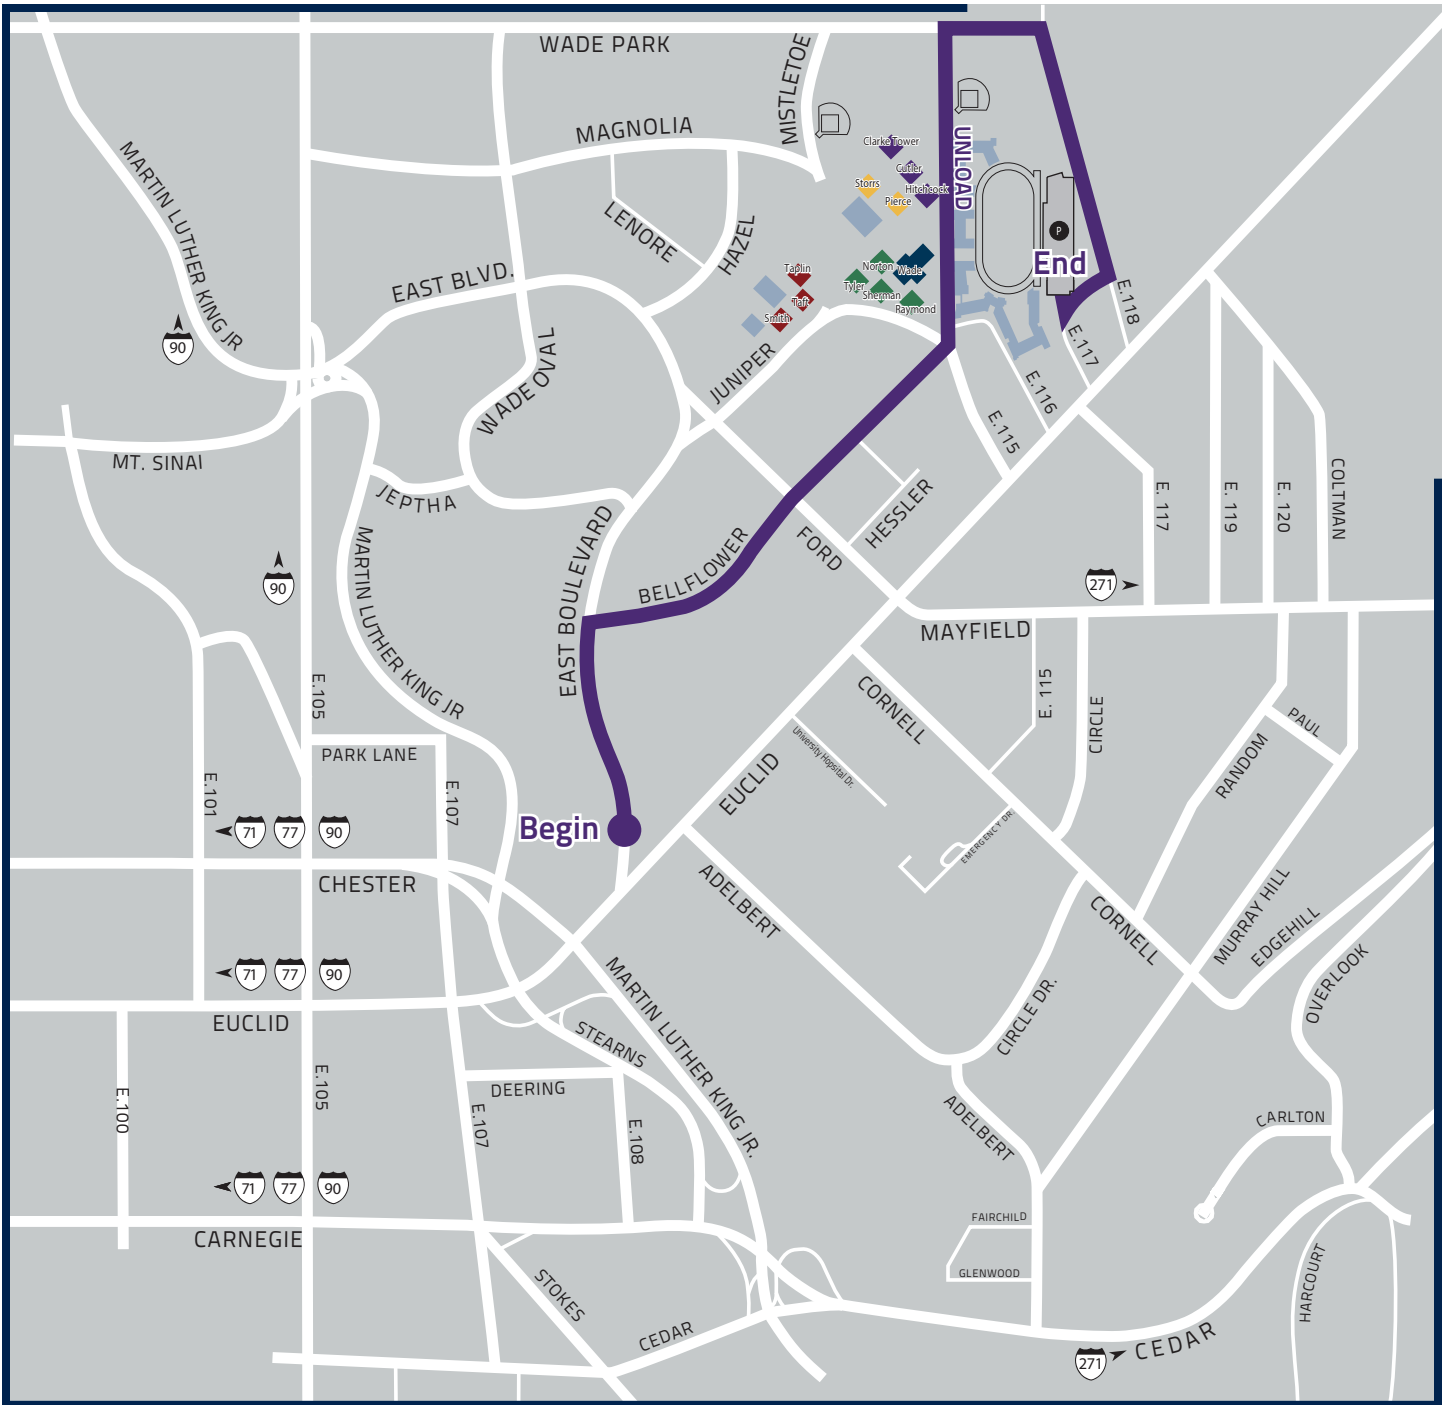 WADE PARK
MISTLETOE
MAGNOLIA
MARTIN LUTHER KING JR
Clarke Tower
Cutler
Hitchcock
Storrs
Pierce
UNLOAD
P
End
LENORE
HAZEL
EAST BLVD.
Taplin
Taft
Smith
Norton
Wade
Tyler
Sherman
Raymond
E.118
E.117
E.116
E.115
90
WADE OVAL
JUNIPER
MT. SINAI
JEPTHA
HESSLER
FORD
E. 117
E. 119
E. 120
COLTMAN
90
MARTIN LUTHER KING JR
EAST BOULEVARD
BELLFLOWER
271
MAYFIELD
E.105
PARK LANE
E.101
E.107
CORNELL
E. 115
CIRCLE
PAUL
RANDOM
University Hopsital Dr.
EUCLID
Begin
71
77
90
EMERGENCY DR.
CHESTER
ADELBERT
CORNELL
MURRAY HILL
EDGEHILL
OVERLOOK
71
77
90
EUCLID
MARTIN LUTHER KING JR.
STEARNS
CIRCLE DR.
E.100
E.105
DEERING
E.107
E.108
ADELBERT
CARLTON
71
77
90
CARNEGIE
FAIRCHILD
GLENWOOD
STOKES
CEDAR
HARCOURT
271
CEDAR